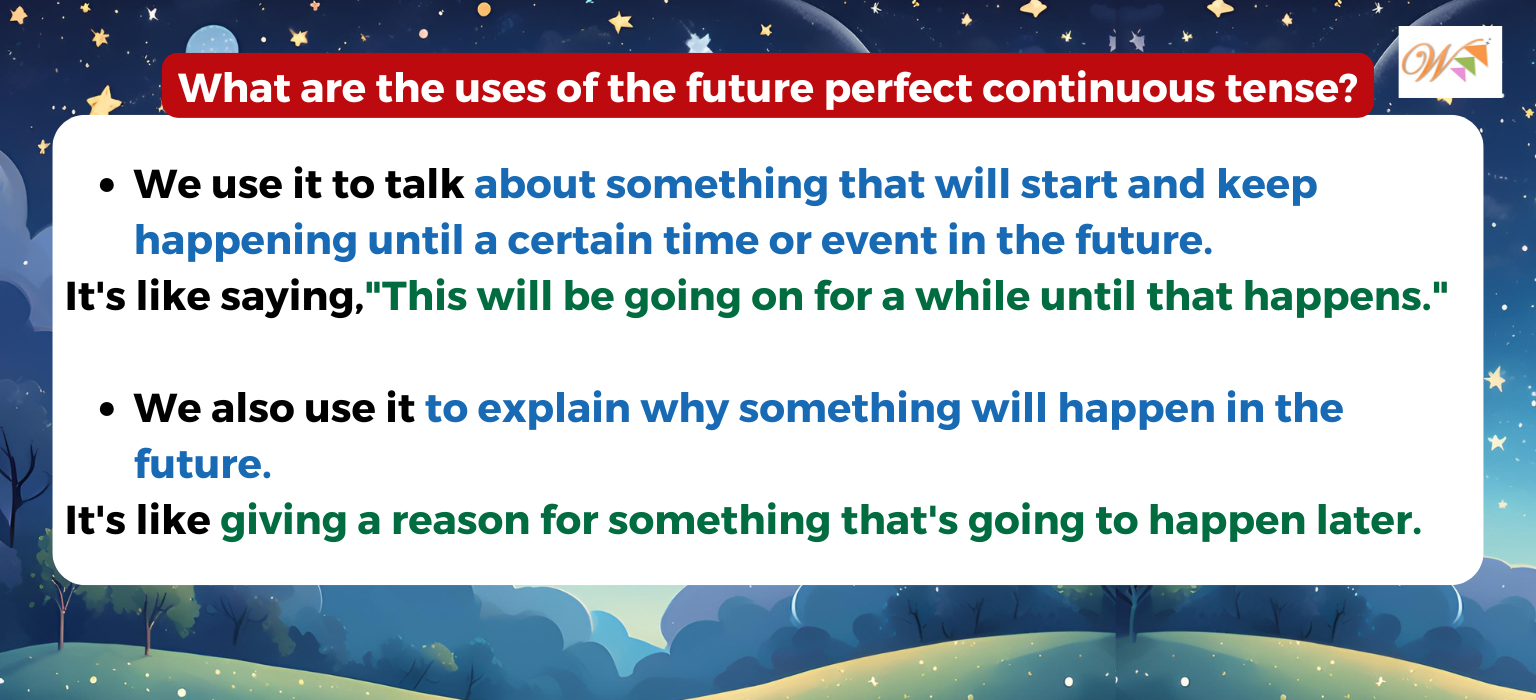 What are the uses of the future perfect continuous tense?
W
• We use it to talk about something that will start and keep
happening until a certain time or event in the future.
It's like saying,"This will be going on for a while until that happens."
• We also use it to explain why something will happen in the
future.
It's like giving a reason for something that's going to happen later.